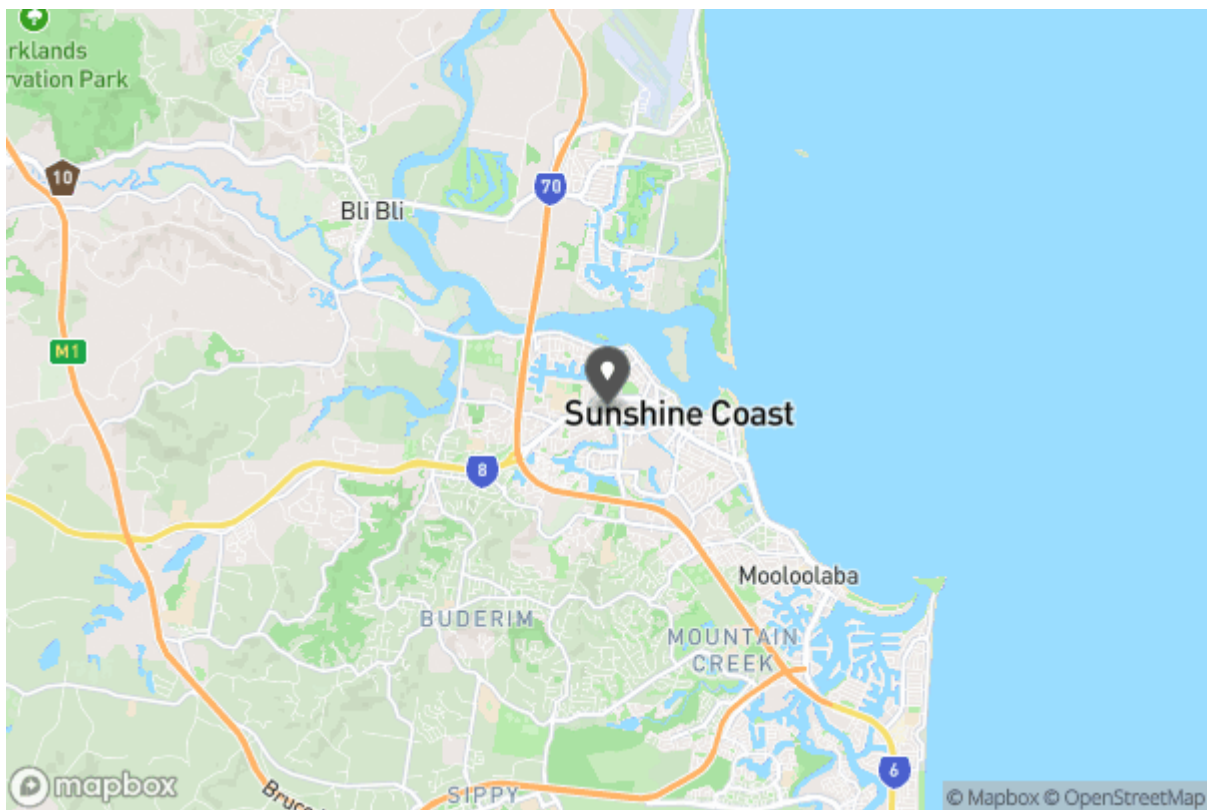 rklands
rvation Park
10
70
Bli Bli
M1
Sunshine Coast
8
Mooloolaba
BUDERIM
MOUNTAIN
CREEK
6
mapbox
Bruce
SIPPY
© Mapbox © OpenStreetMap